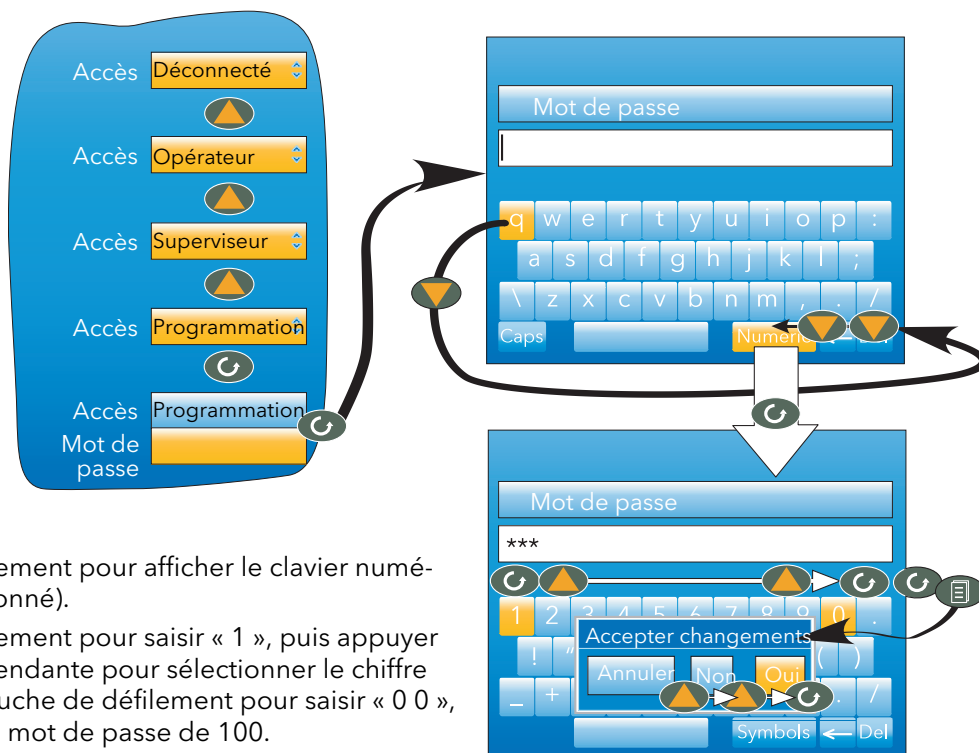 Accès Déconnecté
Accès Opérateur
Accès Superviseur
Accès Programmation
Accès Programmation
Mot de
passe
Mot de passe
q w e r t y u i o p :
a s d f g h j k l ;
\ z x c v b n m , . /
Caps Numeric ← Del
Mot de passe
***
1 2 3 4 5 6 7 8 9 0 .
! " ( )
_ + . /
Symbols ← Del
Accepter changements
Annuler Non Oui
ement pour afficher le clavier numé-
onné).
ement pour saisir « 1 », puis appuyer
endante pour sélectionner le chiffre
uche de défilement pour saisir « 0 0 »,
mot de passe de 100.